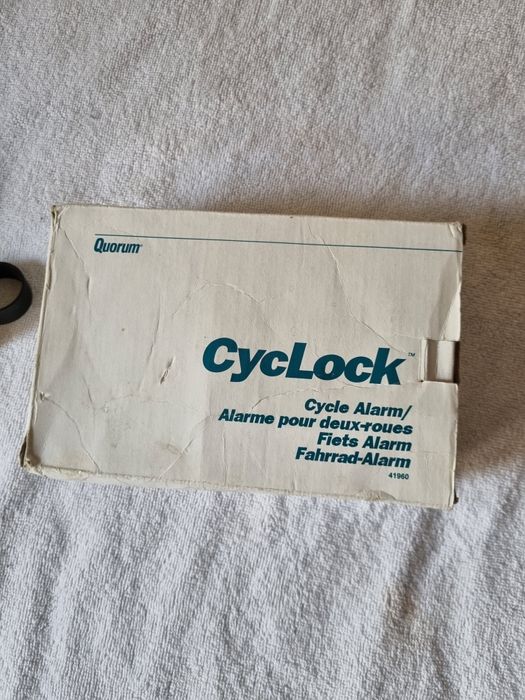 Quorum
CycLock™
Cycle Alarm/
Alarme pour deux-roues
Fiets Alarm
Fahrrad-Alarm
41960